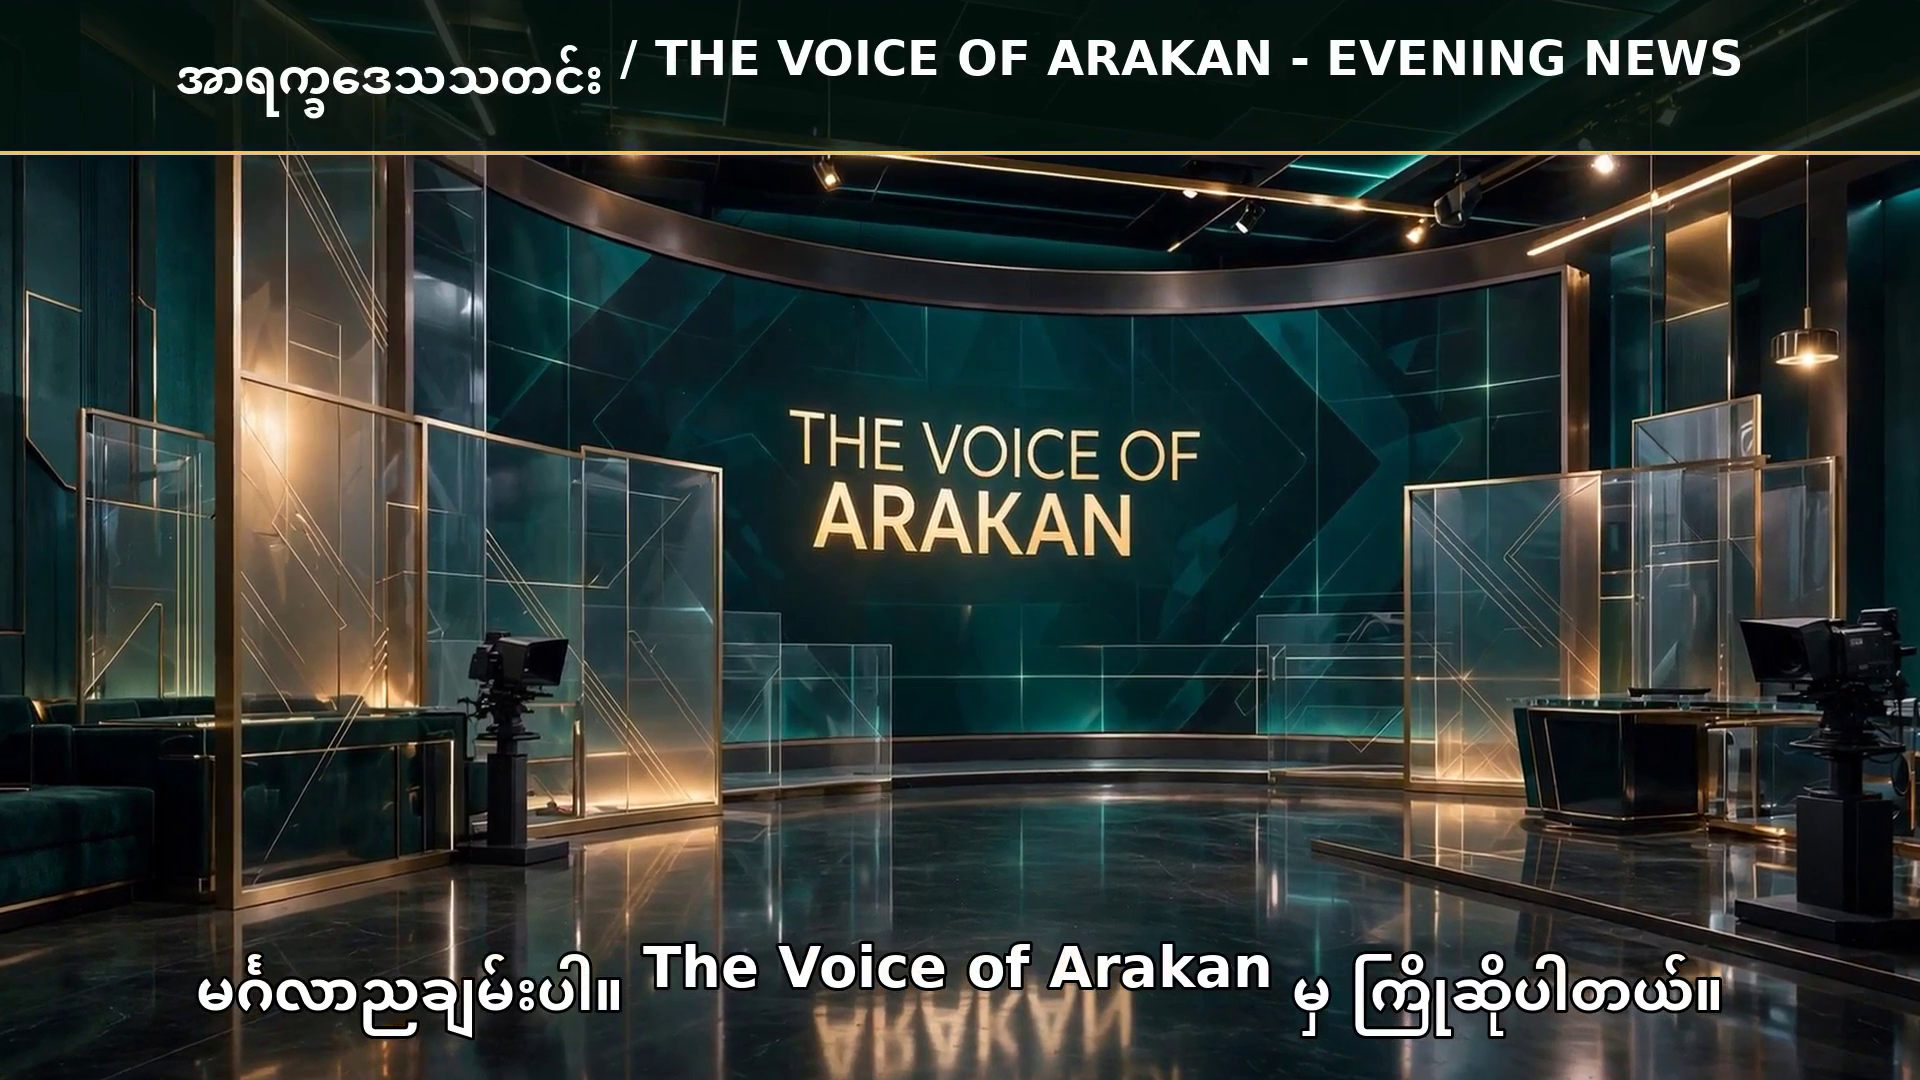 အာရက္ခဒေသသတင်း / THE VOICE OF ARAKAN - EVENING NEWS
THE VOICE OF
ARAKAN
မင်္ဂလာညချမ်းပါ။ The Voice of Arakan မှ ကြိုဆိုပါတယ်။